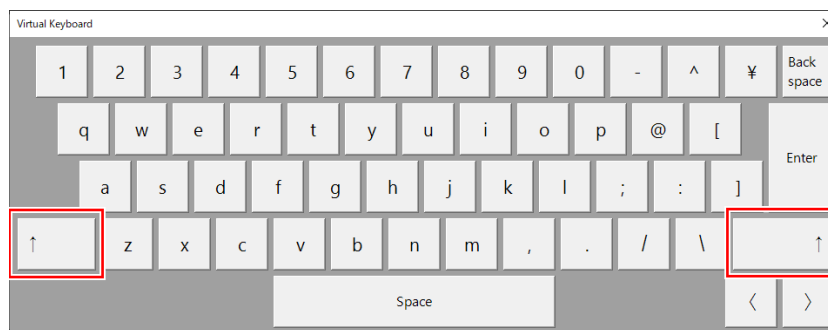 Virtual Keyboard ×
1 2 3 4 5 6 7 8 9 0 - ^ ¥ Back space
q w e r t y u i o p @ [
Enter
a s d f g h j k l ; : ]
↑ z x c v b n m , . / \ ↑
Space 〈 〉